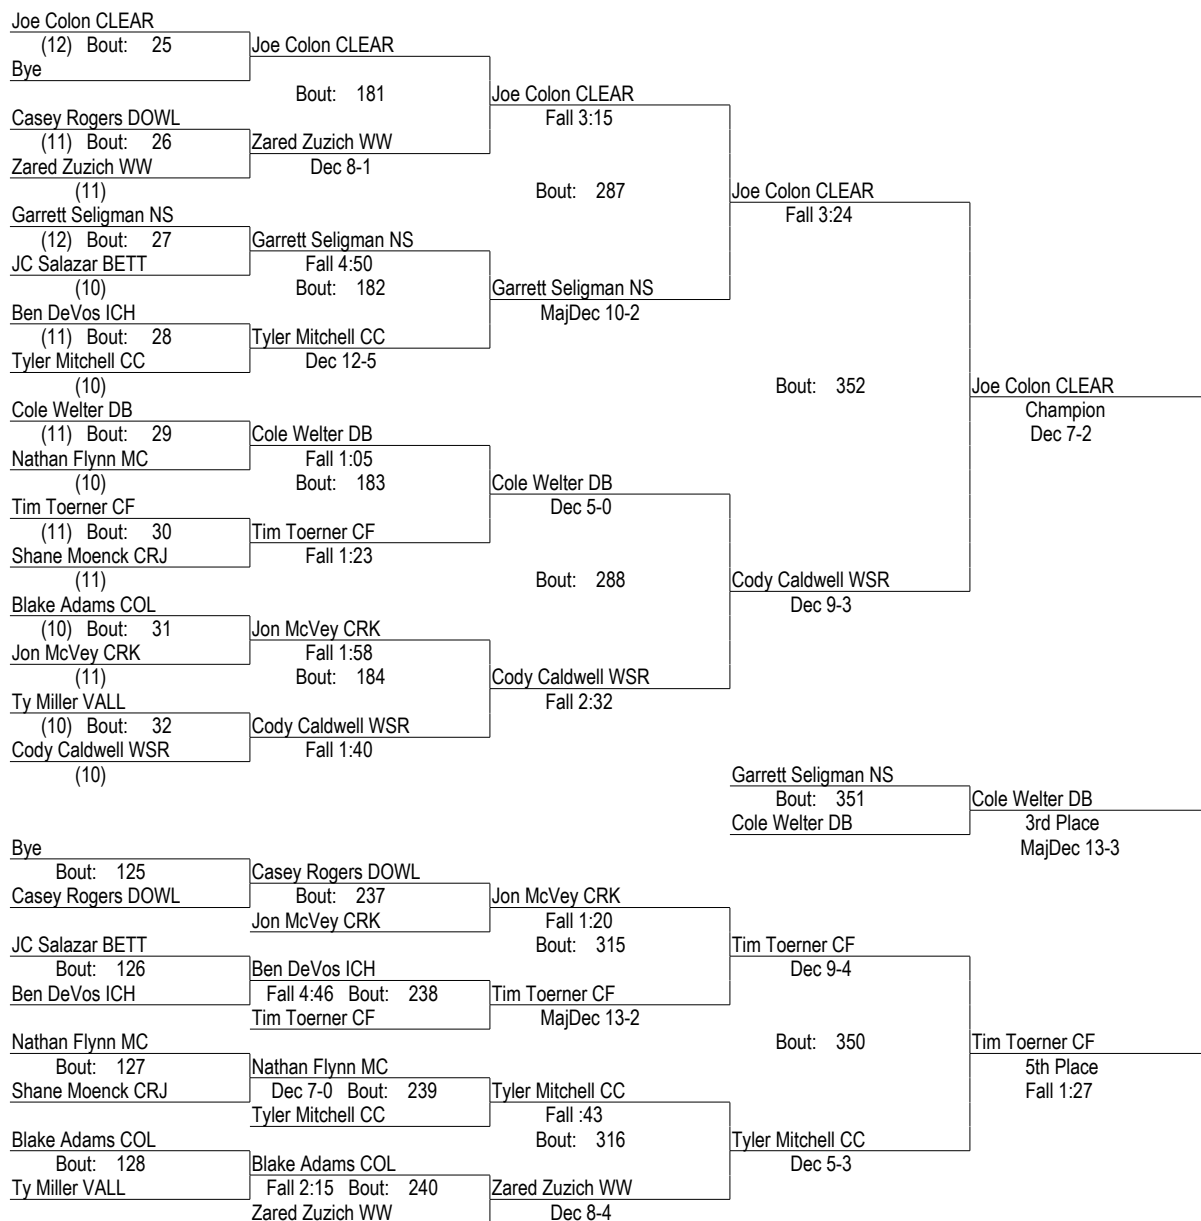 Joe Colon CLEAR
(12) Bout: 25 Joe Colon CLEAR
Bye
Bout: 181 Joe Colon CLEAR
Casey Rogers DOWL Fall 3:15
(11) Bout: 26 Zared Zuzich WW
Zared Zuzich WW Dec 8-1
(11) Bout: 287 Joe Colon CLEAR
Garrett Seligman NS Fall 3:24
(12) Bout: 27 Garrett Seligman NS
JC Salazar BETT Fall 4:50
(10) Bout: 182 Garrett Seligman NS
Ben DeVos ICH MajDec 10-2
(11) Bout: 28 Tyler Mitchell CC
Tyler Mitchell CC Dec 12-5
(10) Bout: 352 Joe Colon CLEAR
Cole Welter DB Champion
(11) Bout: 29 Cole Welter DB Dec 7-2
Nathan Flynn MC Fall 1:05
(10) Bout: 183 Cole Welter DB
Tim Toerner CF Dec 5-0
(11) Bout: 30 Tim Toerner CF
Shane Moenck CRJ Fall 1:23
(11) Bout: 288 Cody Caldwell WSR
Blake Adams COL Dec 9-3
(10) Bout: 31 Jon McVey CRK
Jon McVey CRK Fall 1:58
(11) Bout: 184 Cody Caldwell WSR
Ty Miller VALL Fall 2:32
(10) Bout: 32 Cody Caldwell WSR
Cody Caldwell WSR Fall 1:40
(10) Garrett Seligman NS
Bout: 351 Cole Welter DB
Cole Welter DB 3rd Place
Bye MajDec 13-3
Bout: 125 Casey Rogers DOWL
Casey Rogers DOWL Bout: 237 Jon McVey CRK
Jon McVey CRK Fall 1:20
JC Salazar BETT Bout: 315 Tim Toerner CF
Bout: 126 Ben DeVos ICH Dec 9-4
Ben DeVos ICH Fall 4:46 Bout: 238 Tim Toerner CF
Tim Toerner CF MajDec 13-2
Nathan Flynn MC Bout: 350 Tim Toerner CF
Bout: 127 Nathan Flynn MC 5th Place
Shane Moenck CRJ Dec 7-0 Bout: 239 Tyler Mitchell CC Fall 1:27
Tyler Mitchell CC Fall :43
Blake Adams COL Bout: 316 Tyler Mitchell CC
Bout: 128 Blake Adams COL Dec 5-3
Ty Miller VALL Fall 2:15 Bout: 240 Zared Zuzich WW
Zared Zuzich WW Dec 8-4